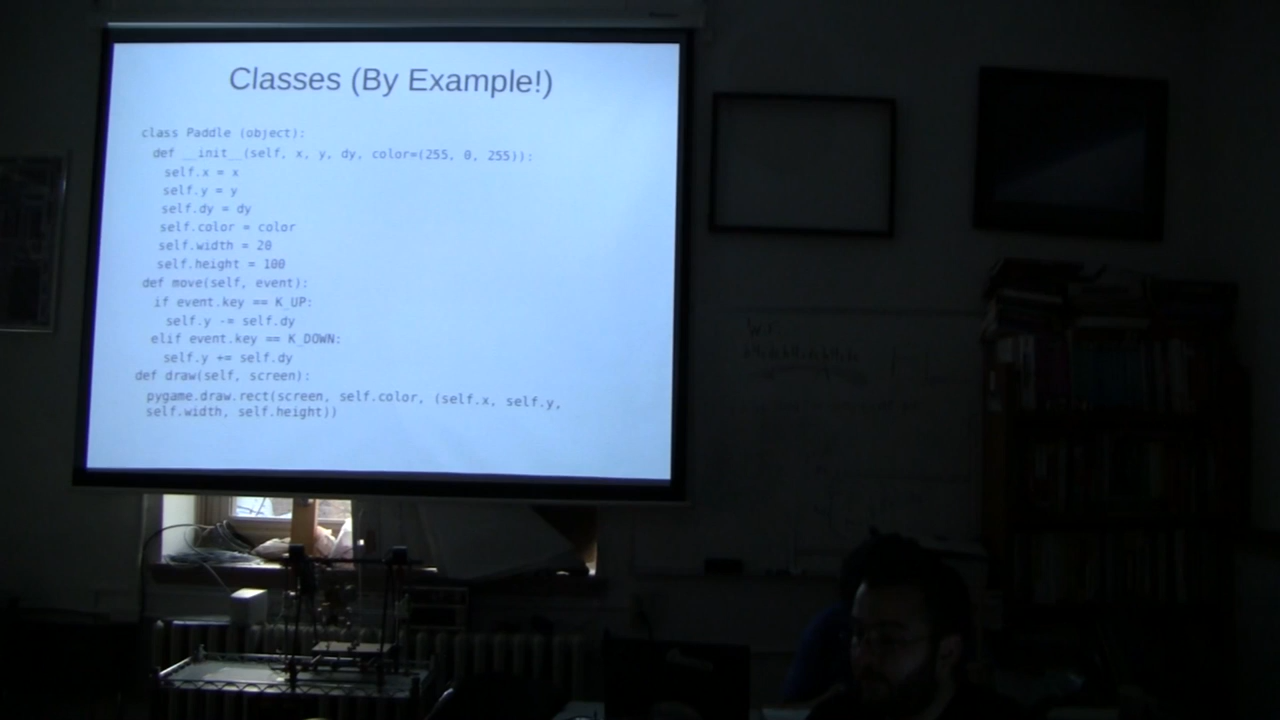 Classes (By Example!)
class Paddle (object):
def __init__(self, x, y, dy, color=(255, 0, 255)):
self.x = x
self.y = y
self.dy = dy
self.color = color
self.width = 20
self.height = 100
def move(self, event):
if event.key == K_UP:
self.y -= self.dy
elif event.key == K_DOWN:
self.y += self.dy
def draw(self, screen):
pygame.draw.rect(screen, self.color, (self.x, self.y,
self.width, self.height))